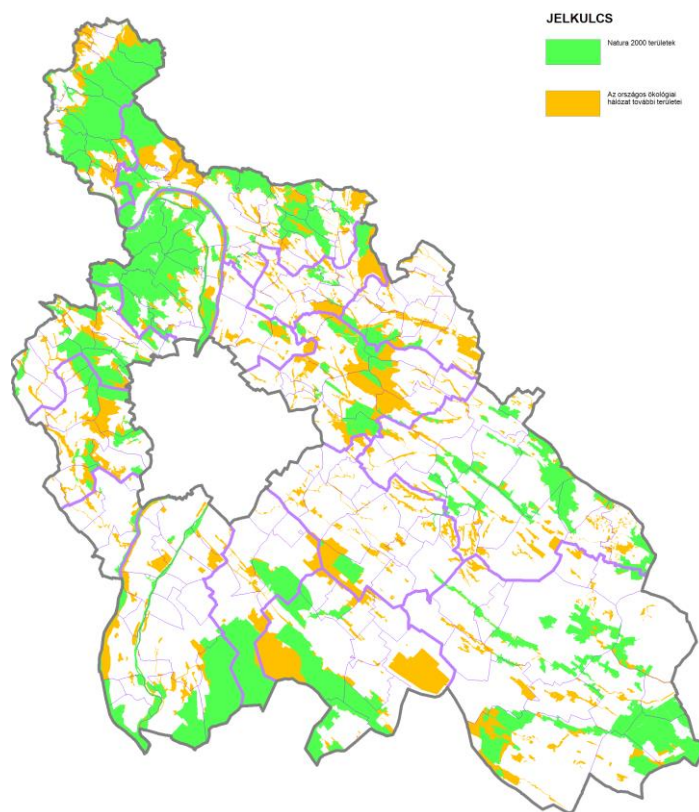 JELKULCS
Natura 2000 területek
Az országos ökológiai
hálózat további területei